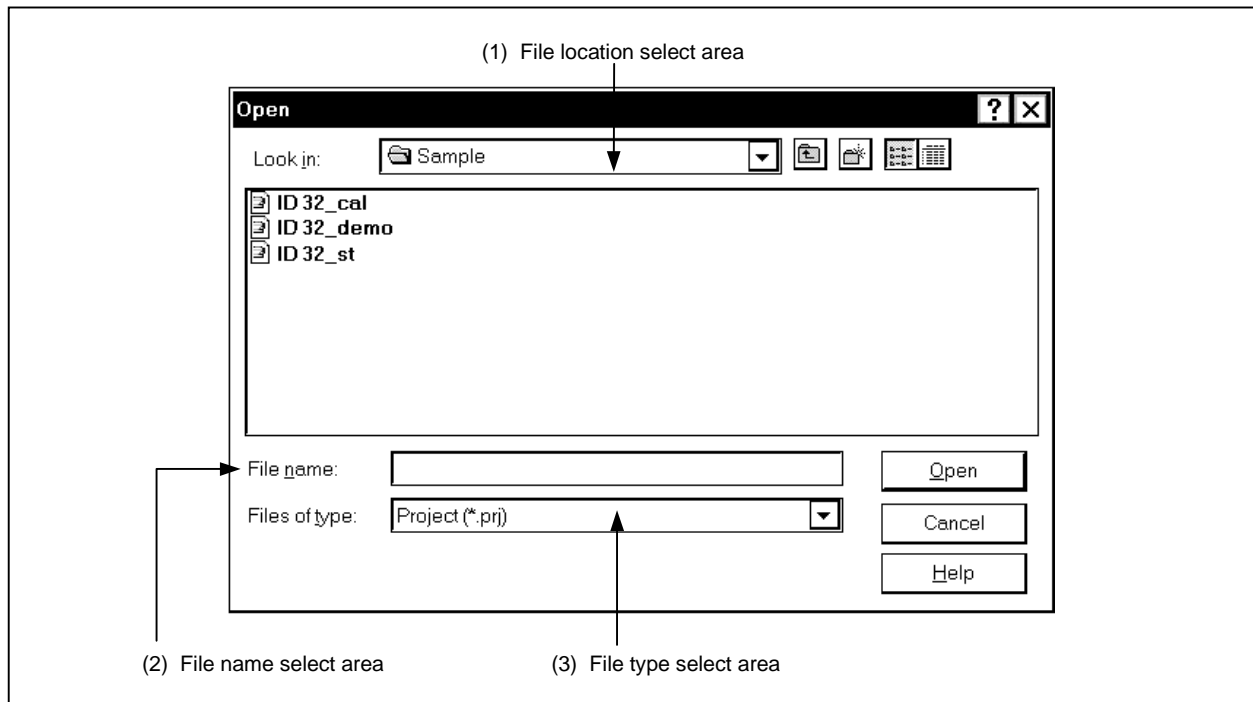 (1) File location select area
Open
Look in: Sample
ID 32_cal
ID 32_demo
ID 32_st
File name:
Open
Files of type: Project (*.prj)
Cancel
Help
(2) File name select area
(3) File type select area